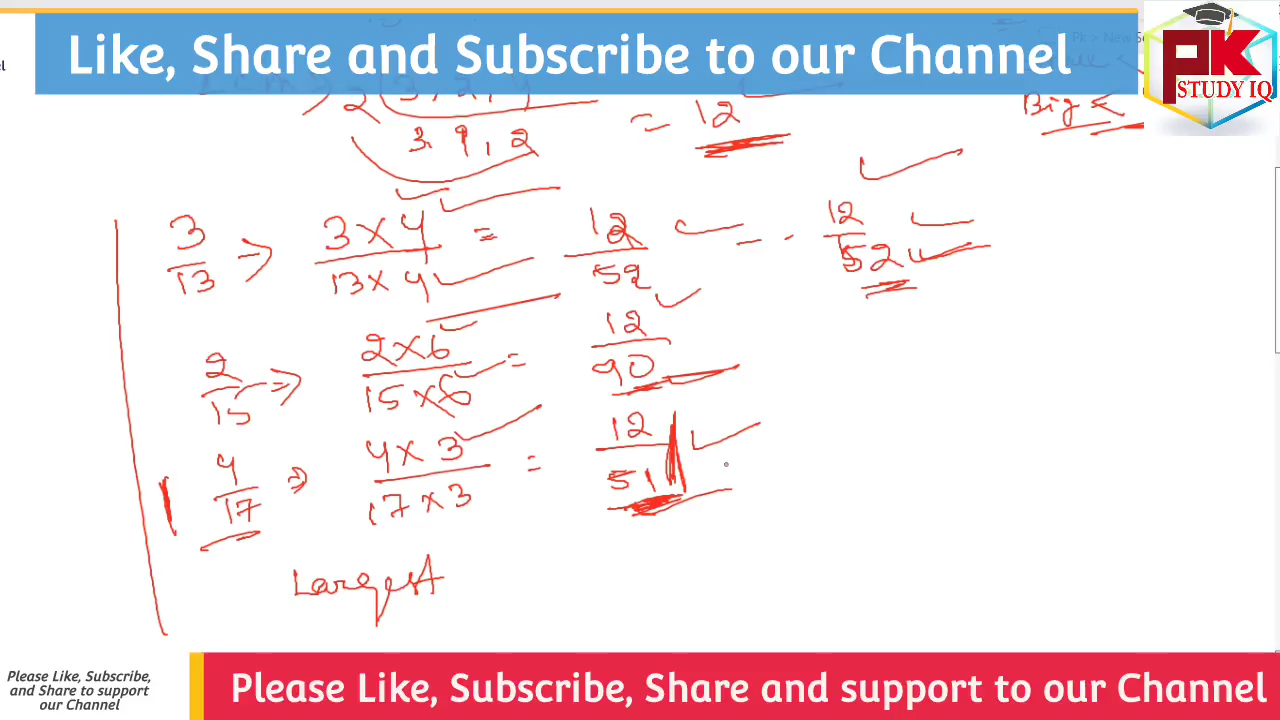 Like, Share and Subscribe to our Channel
PK
STUDY IQ
= 12
Big <
3/13 → 3 × 4 / 13 × 4 = 12/52 12/52
2/15 ⇒ 2 × 6 / 15 × 6 = 12/90
4/17 ⇒ 4 × 3 / 17 × 3 = 12/51
Largest
Please Like, Subscribe,
and Share to support
our Channel
Please Like, Subscribe, Share and support to our Channel